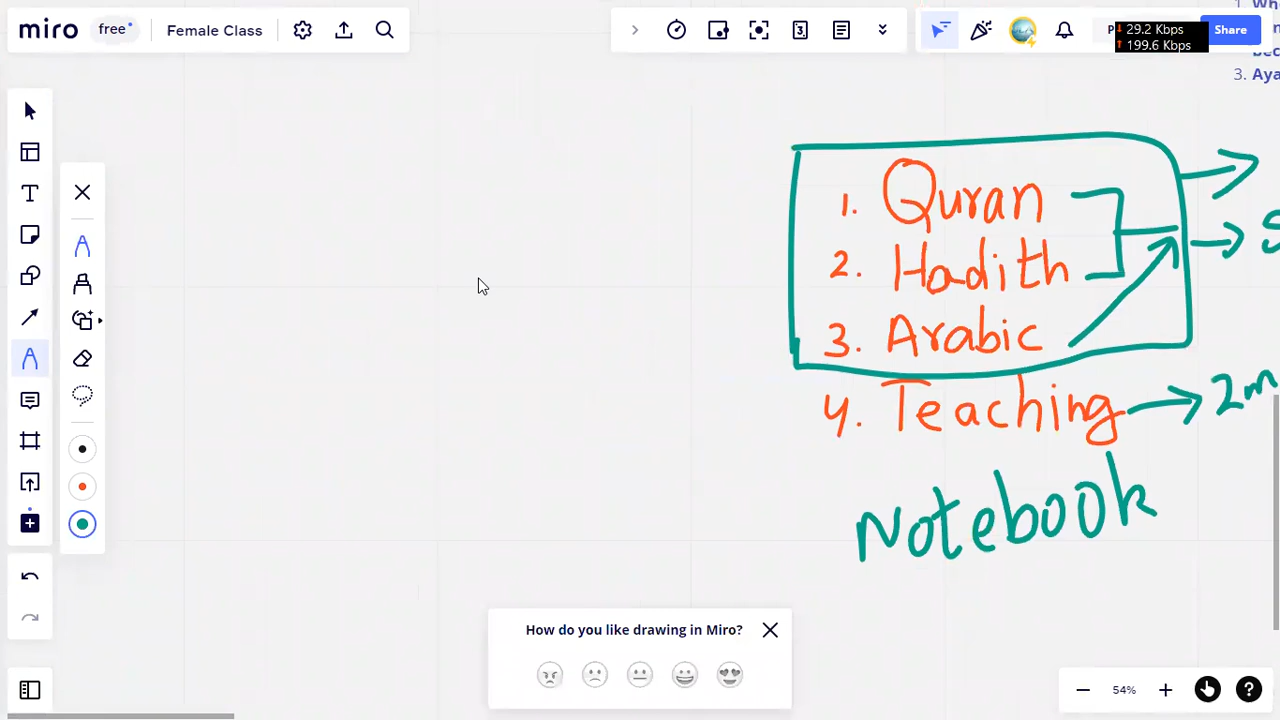 miro free Female Class
29.2 Kbps
199.6 Kbps
Share
3. Aya
1. Quran
2. Hadith
3. Arabic
4. Teaching → 2m
Notebook
How do you like drawing in Miro?
54%